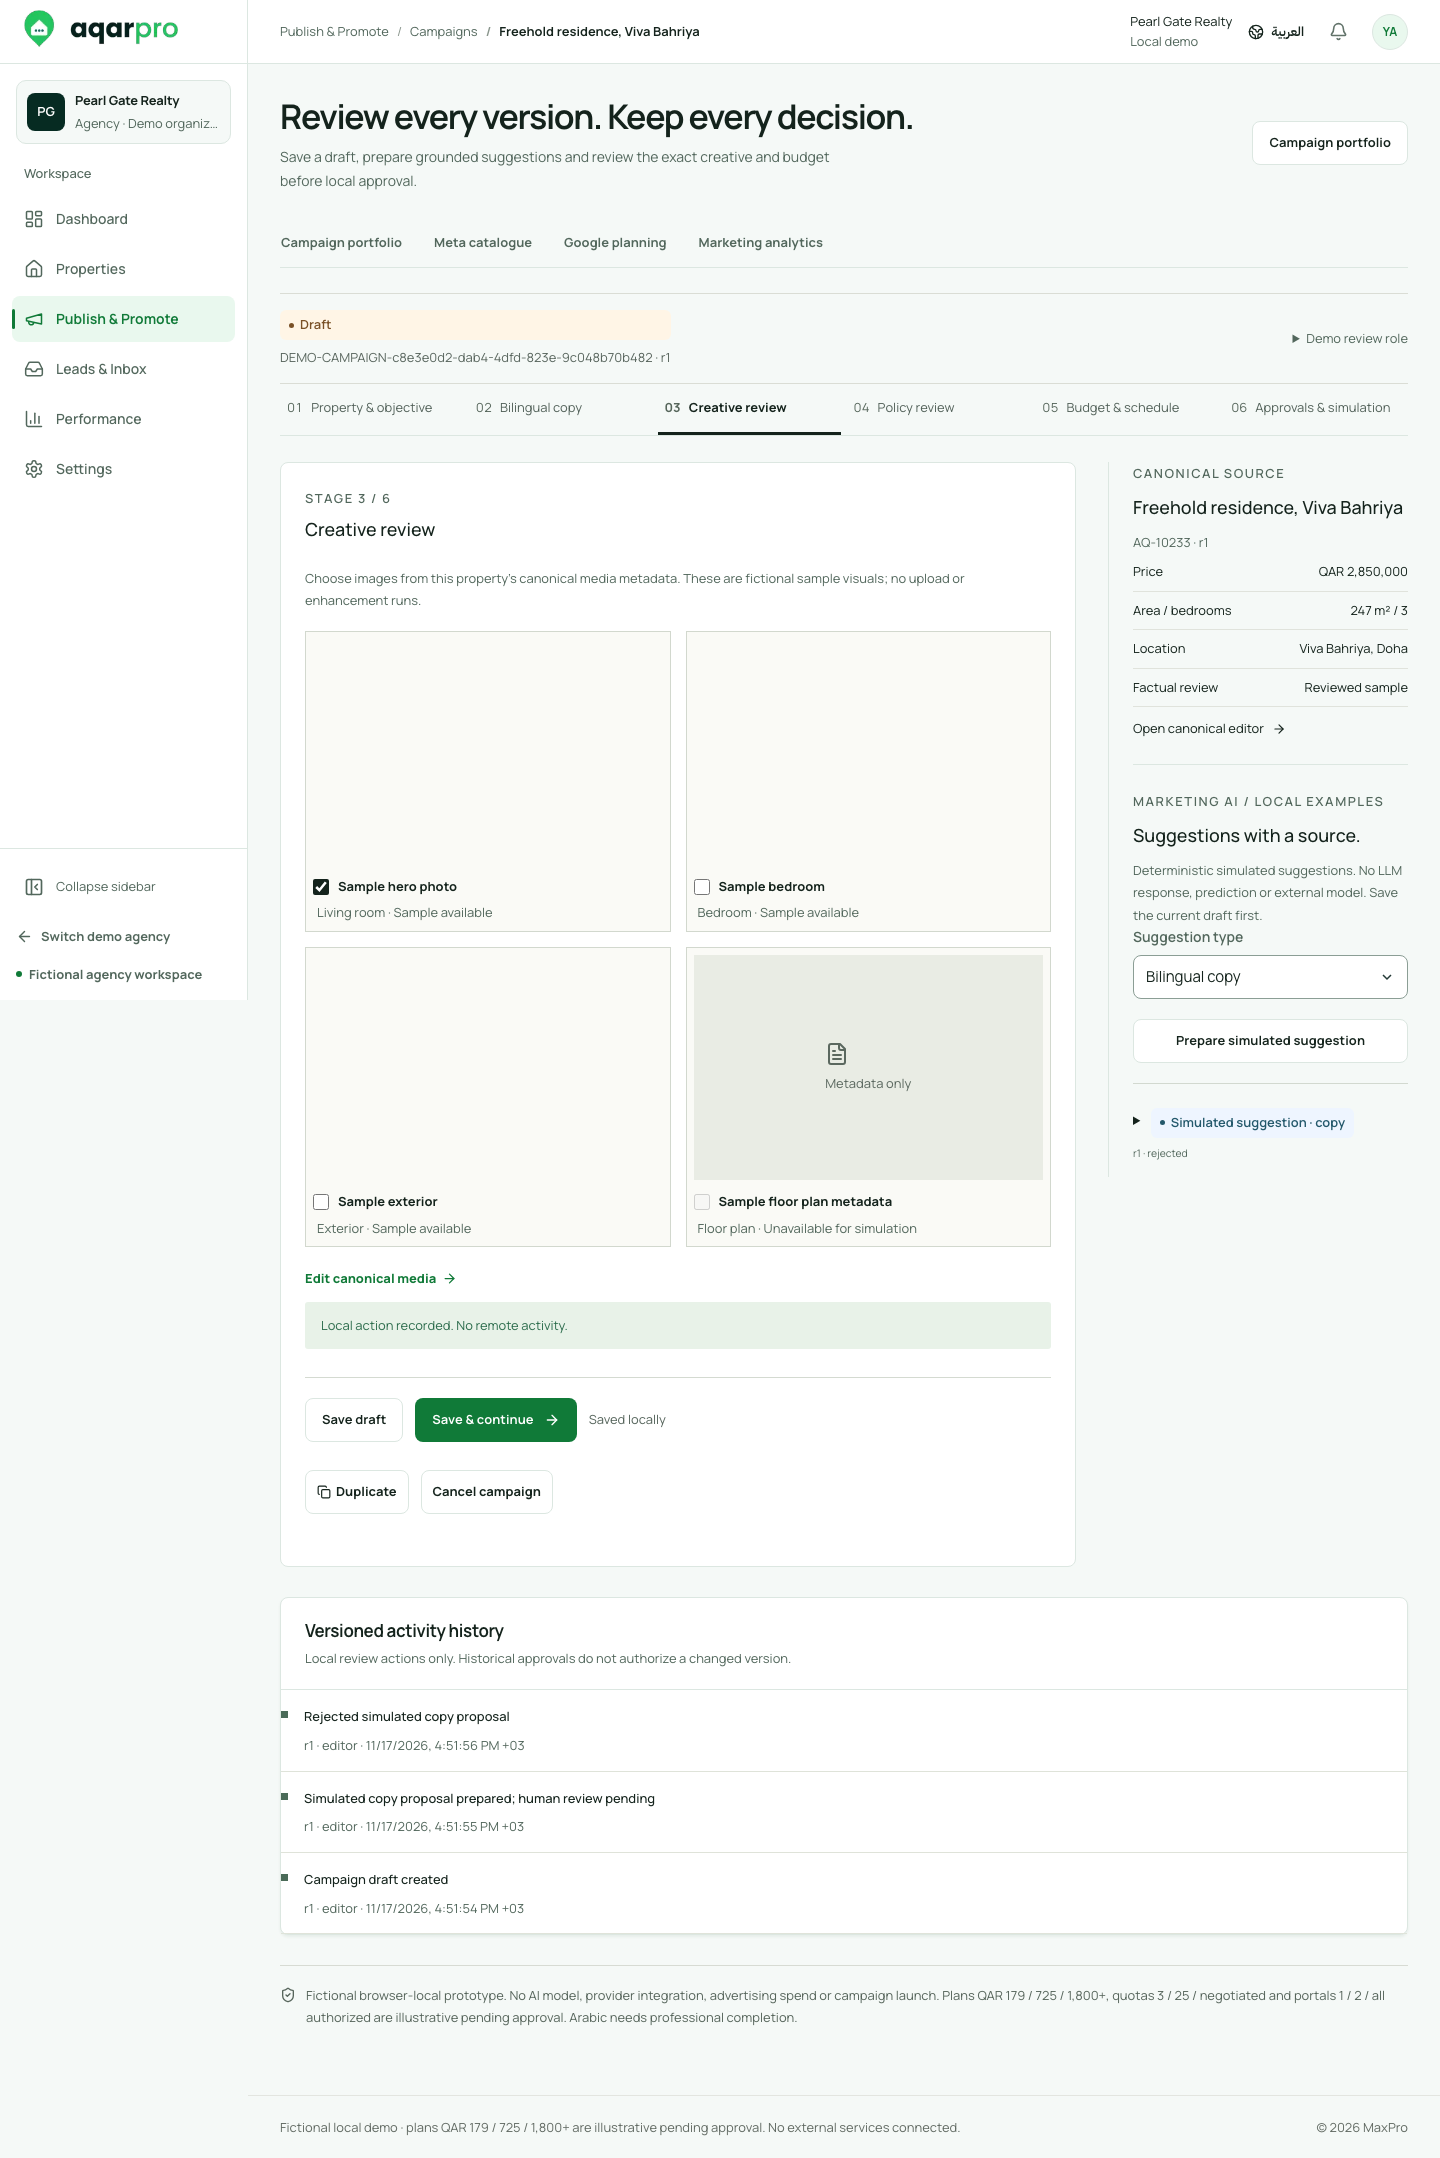 aqarpro
Publish & Promote / Campaigns / Freehold residence, Viva Bahriya
Pearl Gate Realty
Local demo
العربية
YA
PG
Pearl Gate Realty
Agency · Demo organiz...
Workspace
Dashboard
Properties
Publish & Promote
Leads & Inbox
Performance
Settings
Collapse sidebar
Switch demo agency
Fictional agency workspace
Review every version. Keep every decision.
Save a draft, prepare grounded suggestions and review the exact creative and budget
before local approval.
Campaign portfolio
Campaign portfolio
Meta catalogue
Google planning
Marketing analytics
Draft
DEMO-CAMPAIGN-c8e3e0d2-dab4-4dfd-823e-9c048b70b482 · r1
Demo review role
01 Property & objective
02 Bilingual copy
03 Creative review
04 Policy review
05 Budget & schedule
06 Approvals & simulation
STAGE 3 / 6
Creative review
Choose images from this property's canonical media metadata. These are fictional sample visuals; no upload or
enhancement runs.
Sample hero photo
Living room · Sample available
Sample bedroom
Bedroom · Sample available
Sample exterior
Exterior · Sample available
Metadata only
Sample floor plan metadata
Floor plan · Unavailable for simulation
Edit canonical media
Local action recorded. No remote activity.
Save draft
Save & continue
Saved locally
Duplicate
Cancel campaign
CANONICAL SOURCE
Freehold residence, Viva Bahriya
AQ-10233 · r1
Price QAR 2,850,000
Area / bedrooms 247 m² / 3
Location Viva Bahriya, Doha
Factual review Reviewed sample
Open canonical editor
MARKETING AI / LOCAL EXAMPLES
Suggestions with a source.
Deterministic simulated suggestions. No LLM
response, prediction or external model. Save
the current draft first.
Suggestion type
Bilingual copy
Prepare simulated suggestion
Simulated suggestion · copy
r1 · rejected
Versioned activity history
Local review actions only. Historical approvals do not authorize a changed version.
Rejected simulated copy proposal
r1 · editor · 11/17/2026, 4:51:56 PM +03
Simulated copy proposal prepared; human review pending
r1 · editor · 11/17/2026, 4:51:55 PM +03
Campaign draft created
r1 · editor · 11/17/2026, 4:51:54 PM +03
Fictional browser-local prototype. No AI model, provider integration, advertising spend or campaign launch. Plans QAR 179 / 725 / 1,800+, quotas 3 / 25 / negotiated and portals 1 / 2 / all
authorized are illustrative pending approval. Arabic needs professional completion.
Fictional local demo · plans QAR 179 / 725 / 1,800+ are illustrative pending approval. No external services connected.
© 2026 MaxPro